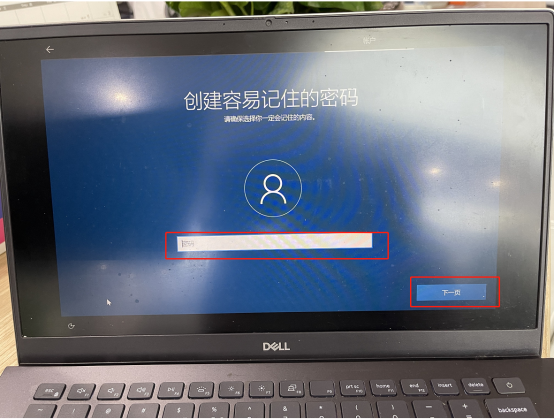 创建容易记住的密码
请确保选择你一定会记住的内容。
密码
下一页
DELL
esc
prt sc
home
end
insert
delete
backspace